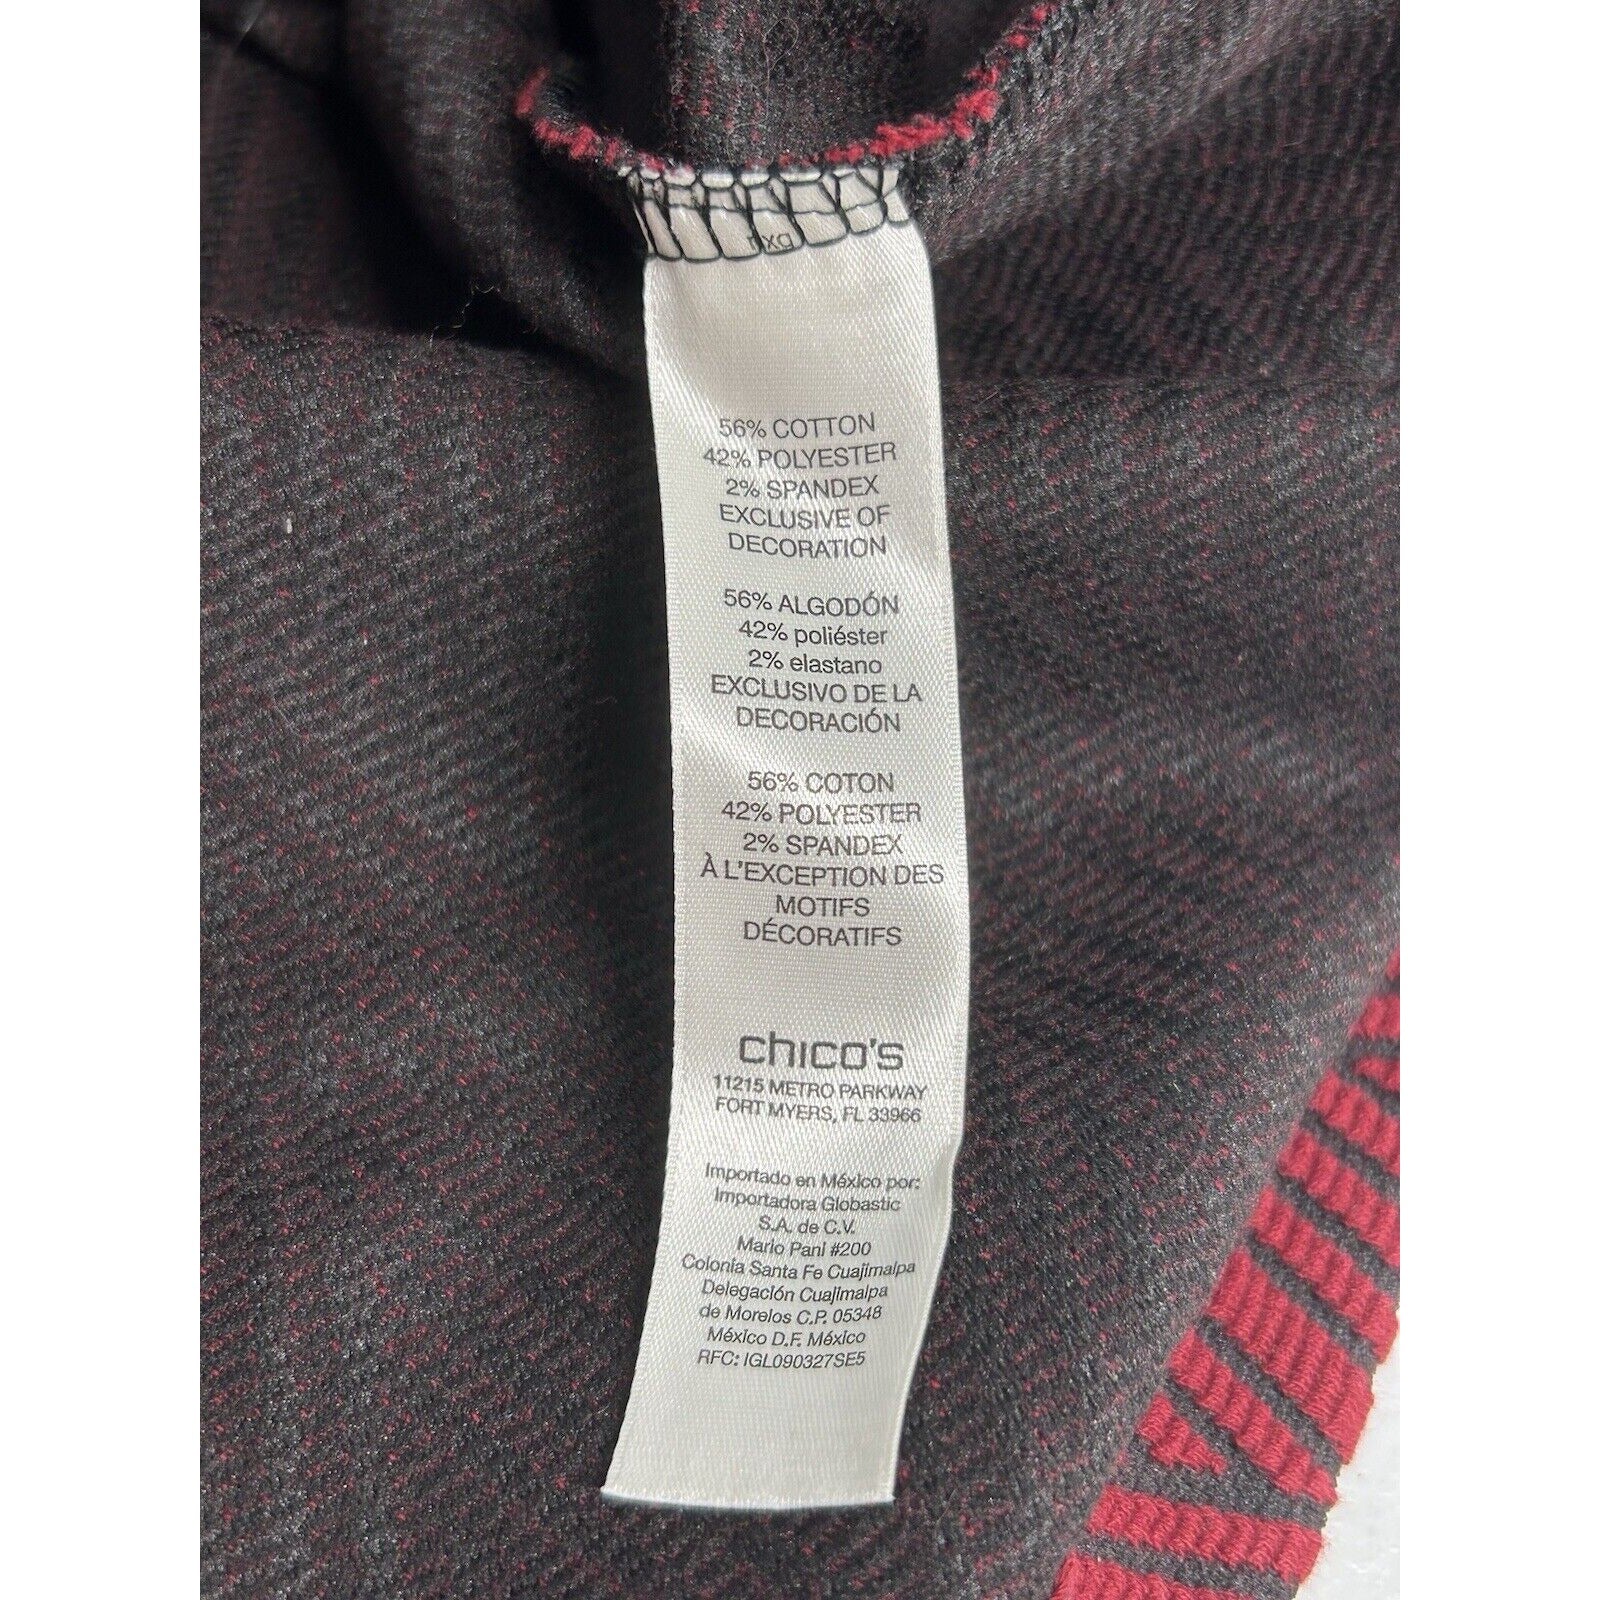 56% COTTON
42% POLYESTER
2% SPANDEX
EXCLUSIVE OF
DECORATION
56% ALGODÓN
42% poliéster
2% elastano
EXCLUSIVO DE LA
DECORACIÓN
56% COTON
42% POLYESTER
2% SPANDEX
À L'EXCEPTION DES
MOTIFS
DÉCORATIFS
chico's
11215 METRO PARKWAY
FORT MYERS, FL 33966
Importado en México por:
Importadora Globastic
S.A. de C.V.
Mario Pani #200
Colonia Santa Fe Cuajimalpa
Delegación Cuajimalpa
de Morelos C.P. 05348
México D.F. México
RFC: IGL090327SE5